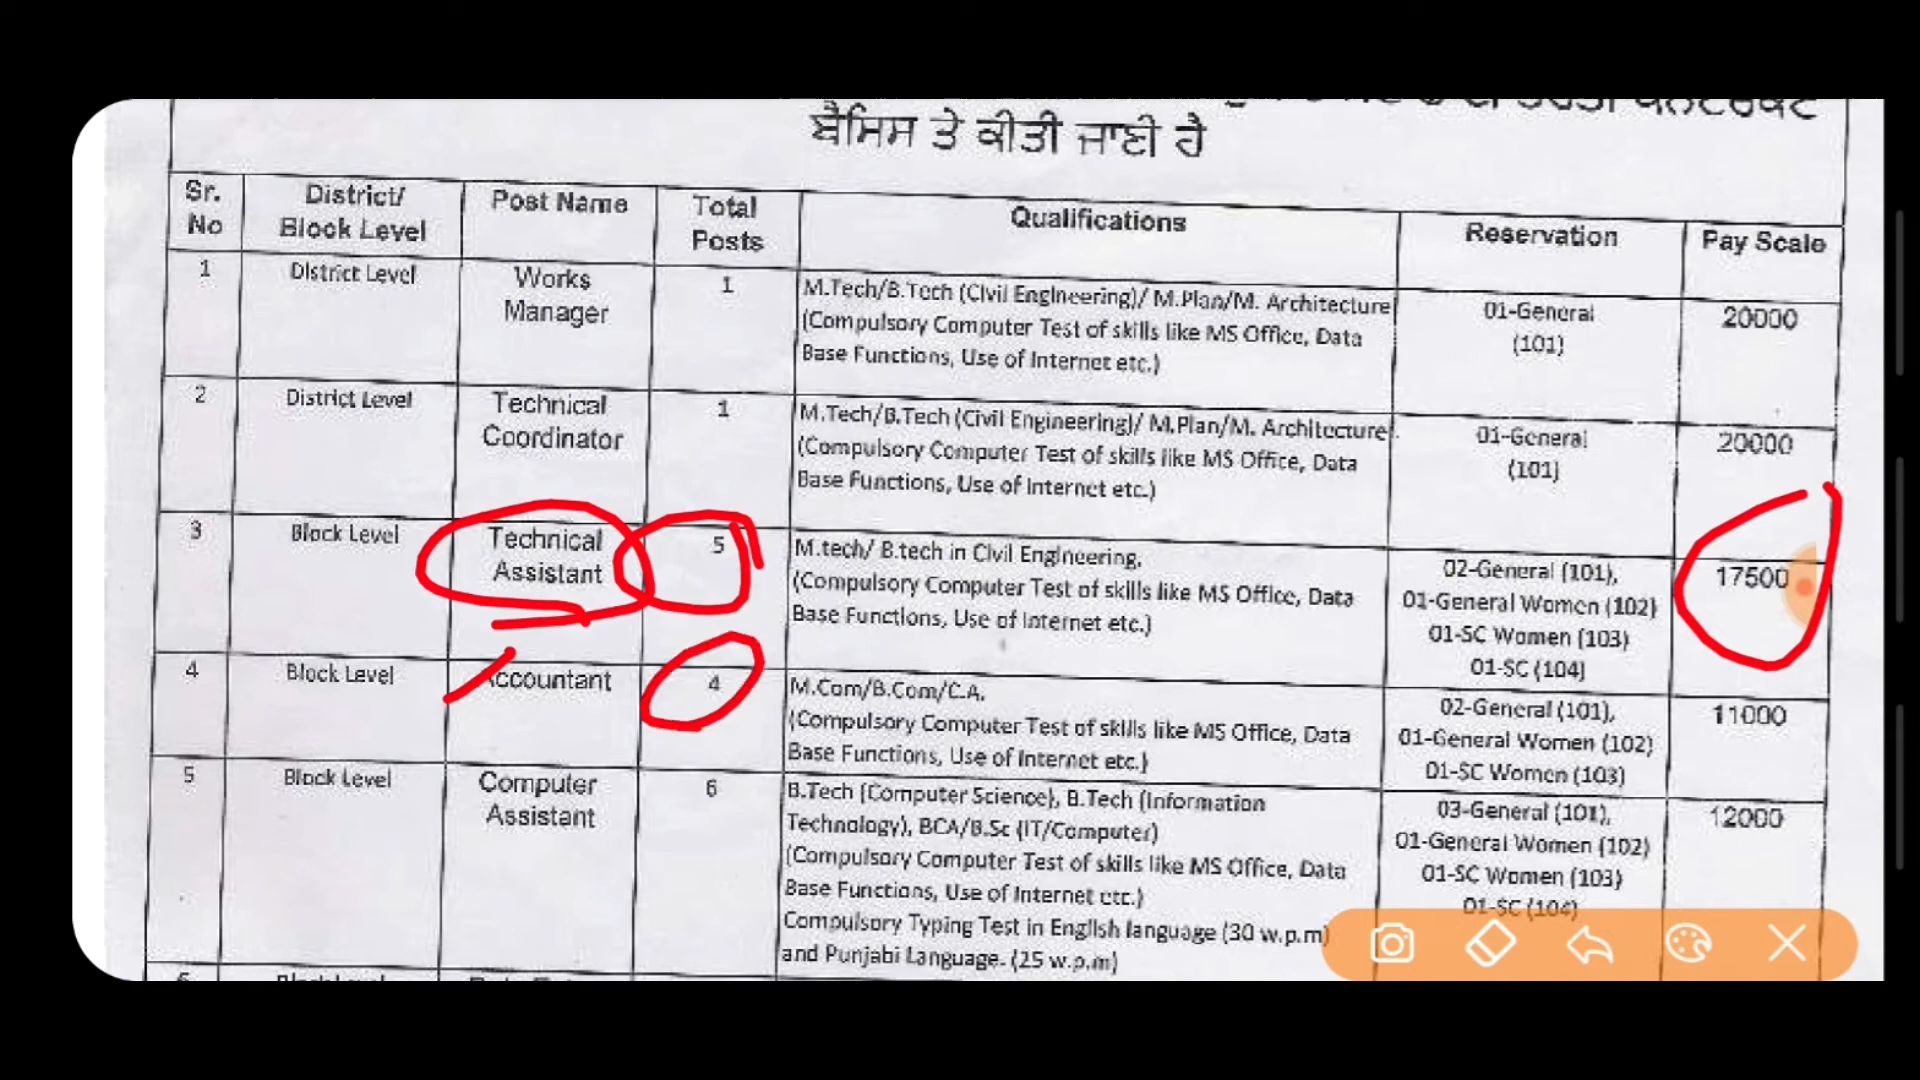 ਬੈਸਿਸ ਤੇ ਕੀਤੀ ਜਾਣੀ ਹੈ
Sr. No
District/ Block Level
Post Name
Total Posts
Qualifications
Reservation
Pay Scale
1
District Level
Works Manager
1
M.Tech/B.Tech (Civil Engineering)/ M.Plan/M. Architecture
(Compulsory Computer Test of skills like MS Office, Data
Base Functions, Use of Internet etc.)
01-General
(101)
20000
2
District Level
Technical Coordinator
1
M.Tech/B.Tech (Civil Engineering)/ M.Plan/M. Architecture
(Compulsory Computer Test of skills like MS Office, Data
Base Functions, Use of Internet etc.)
01-General
(101)
20000
3
Block Level
Technical Assistant
5
M.tech/ B.tech in Civil Engineering,
(Compulsory Computer Test of skills like MS Office, Data
Base Functions, Use of Internet etc.)
02-General (101),
01-General Women (102)
01-SC Women (103)
01-SC (104)
17500
4
Block Level
Accountant
4
M.Com/B.Com/C.A.
(Compulsory Computer Test of skills like MS Office, Data
Base Functions, Use of Internet etc.)
02-General (101),
01-General Women (102)
01-SC Women (103)
11000
5
Block Level
Computer Assistant
6
B.Tech (Computer Science), B.Tech (Information
Technology), BCA/B.Sc (IT/Computer)
(Compulsory Computer Test of skills like MS Office, Data
Base Functions, Use of Internet etc.)
Compulsory Typing Test in English language (30 w.p.m)
and Punjabi Language. (25 w.p.m)
03-General (101),
01-General Women (102)
01-SC Women (103)
01-SC (104)
12000